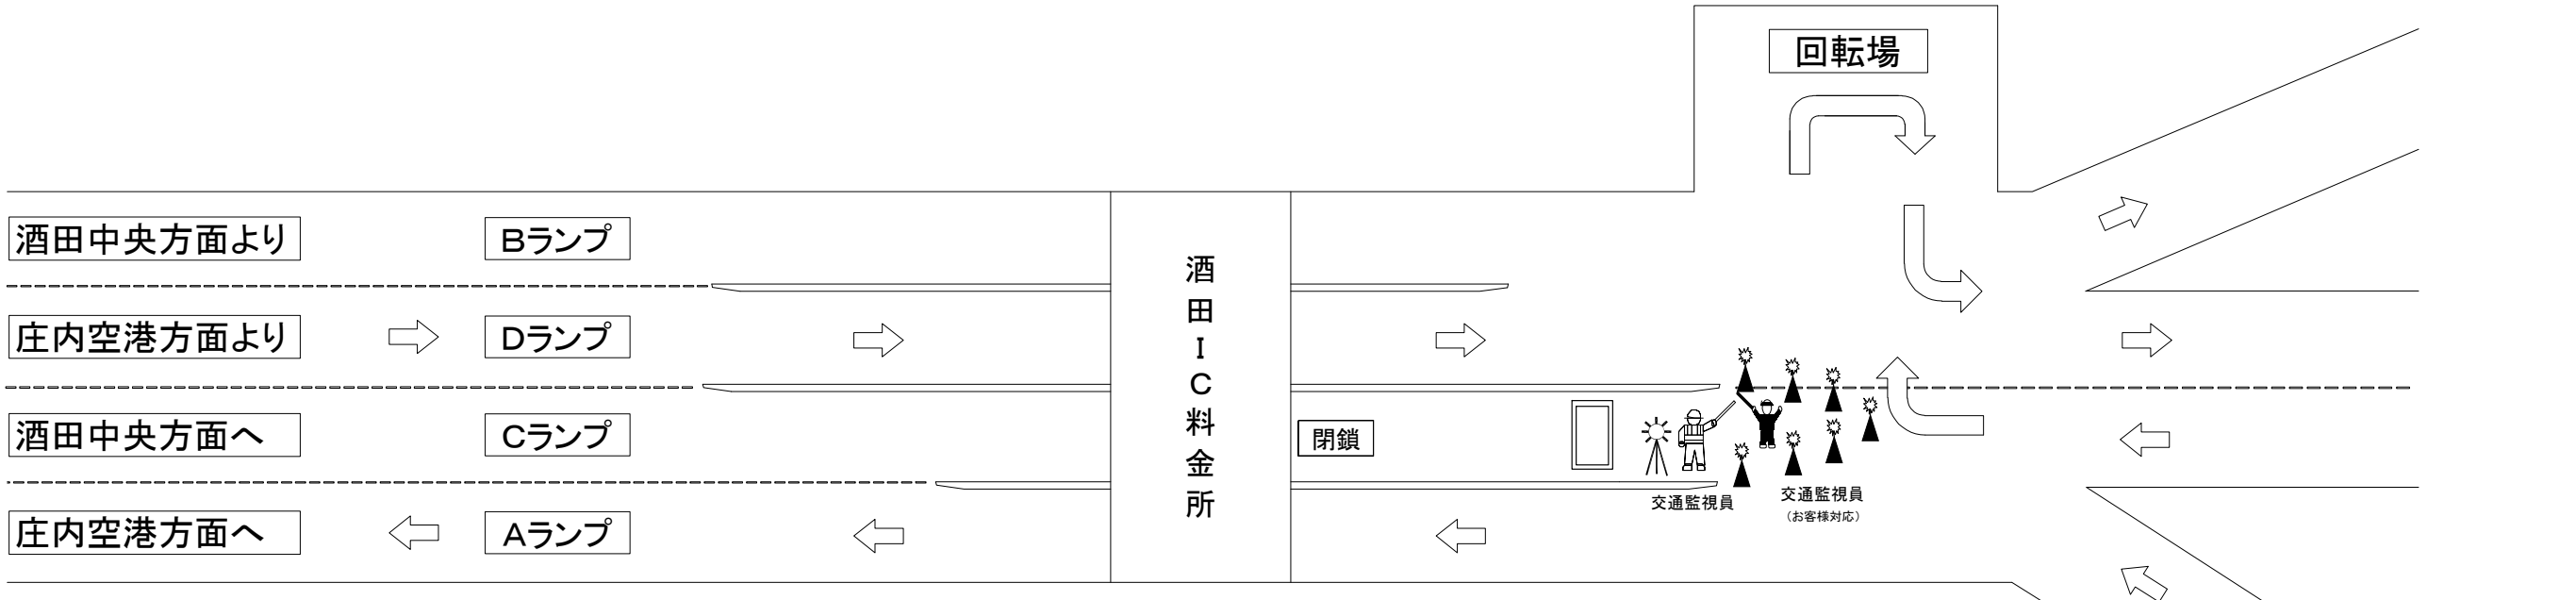 回転場
酒田中央方面より
Bランプ
庄内空港方面より
Dランプ
酒田中央方面へ
Cランプ
庄内空港方面へ
Aランプ
酒田IC料金所
閉鎖
交通監視員
交通監視員
（お客様対応）